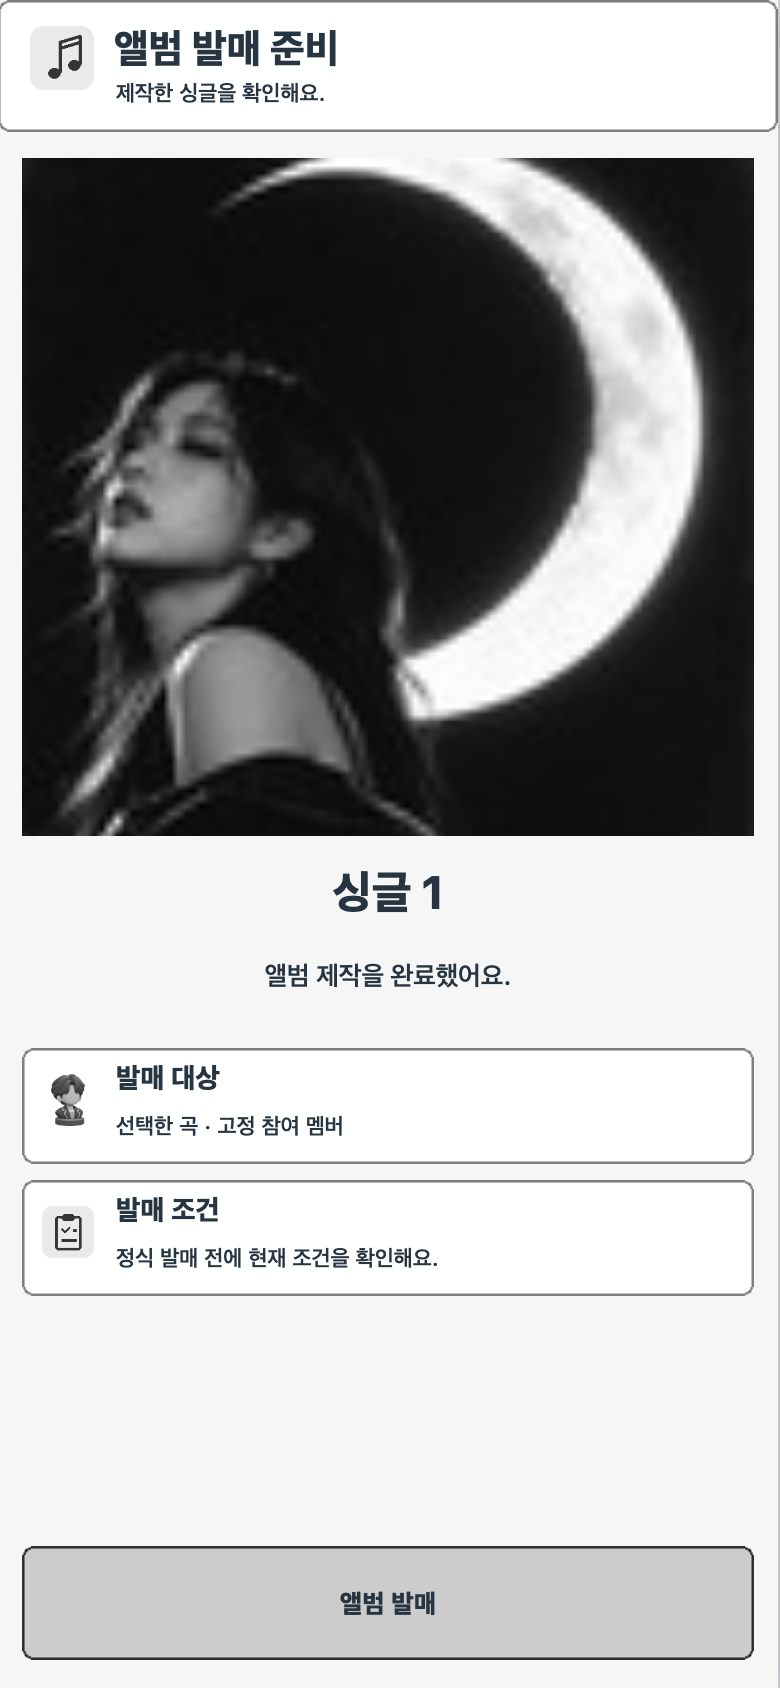 앨범 발매 준비
제작한 싱글을 확인해요.
싱글 1
앨범 제작을 완료했어요.
발매 대상
선택한 곡 · 고정 참여 멤버
발매 조건
정식 발매 전에 현재 조건을 확인해요.
앨범 발매